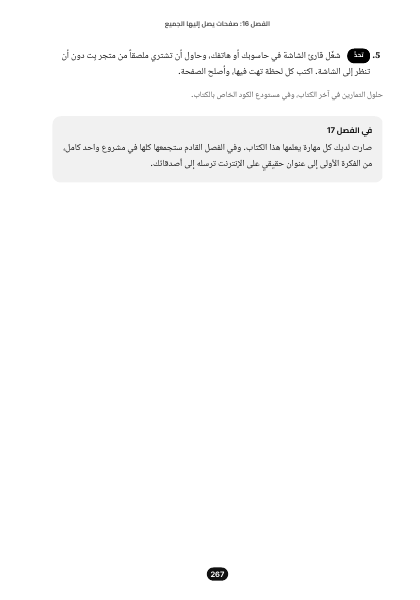 الفصل 16: صفحات يصل إليها الجميع
5. تحدٍّ شغّل قارئ الشاشة في حاسوبك أو هاتفك، وحاول أن تشتري ملصقاً من متجر بِت دون أن
تنظر إلى الشاشة. اكتب كل لحظة تهت فيها، وأصلح الصفحة.
حلول التمارين في آخر الكتاب، وفي مستودع الكود الخاص بالكتاب.
في الفصل 17
صارت لديك كل مهارة يعلمها هذا الكتاب. وفي الفصل القادم ستجمعها كلها في مشروع واحد كامل،
من الفكرة الأولى إلى عنوان حقيقي على الإنترنت ترسله إلى أصدقائك.
267